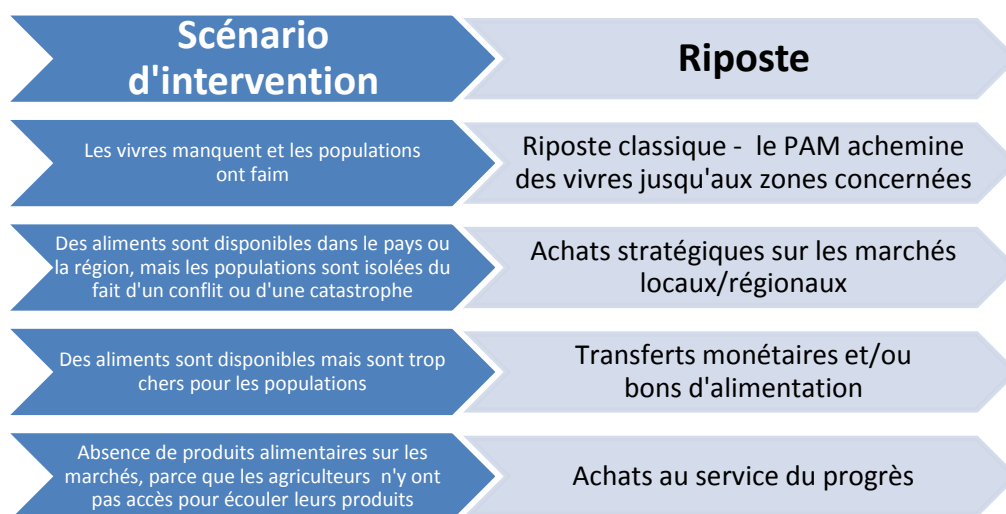 Scénario
d'intervention
Riposte
Les vivres manquent et les populations
ont faim
Riposte classique - le PAM achemine
des vivres jusqu'aux zones concernées
Des aliments sont disponibles dans le pays ou
la région, mais les populations sont isolées du
fait d'un conflit ou d'une catastrophe
Achats stratégiques sur les marchés
locaux/régionaux
Des aliments sont disponibles mais sont trop
chers pour les populations
Transferts monétaires et/ou
bons d'alimentation
Absence de produits alimentaires sur les
marchés, parce que les agriculteurs n'y ont
pas accès pour écouler leurs produits
Achats au service du progrès